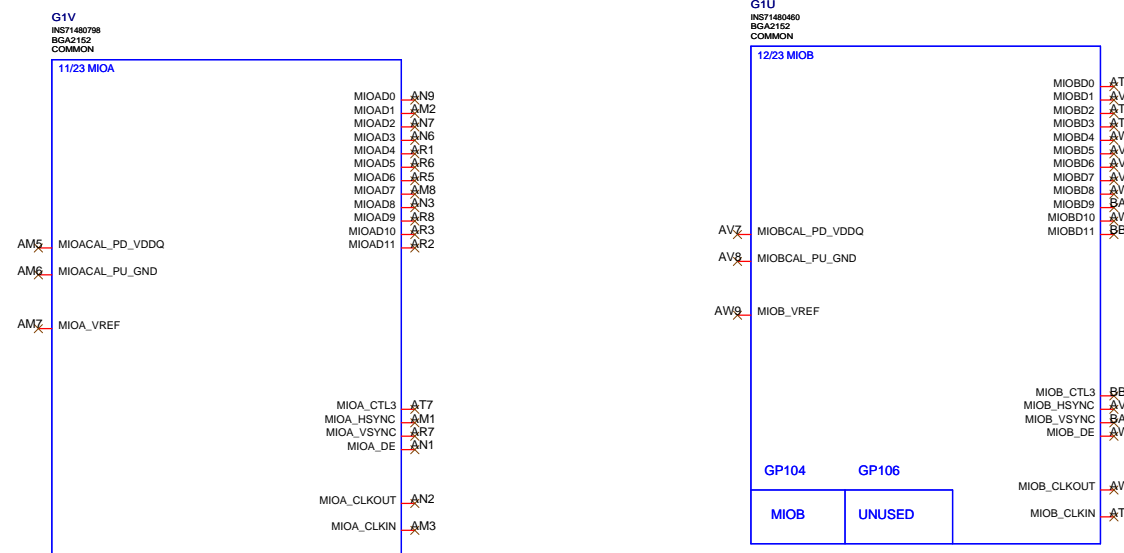 G1V
INS71480798
BGA2152
COMMON
11/23 MIOA
MIOAD0 AN9
MIOAD1 AM2
MIOAD2 AN7
MIOAD3 AN6
MIOAD4 AR1
MIOAD5 AR6
MIOAD6 AR5
MIOAD7 AM8
MIOAD8 AN3
MIOAD9 AR8
MIOAD10 AR3
AM5 MIOACAL_PD_VDDQ MIOAD11 AR2
AM6 MIOACAL_PU_GND
AM7 MIOA_VREF
MIOA_CTL3 AT7
MIOA_HSYNC AM1
MIOA_VSYNC AR7
MIOA_DE AN1
MIOA_CLKOUT AN2
MIOA_CLKIN AM3
G1U
INS71480460
BGA2152
COMMON
12/23 MIOB
MIOBD0
MIOBD1
MIOBD2
MIOBD3
MIOBD4
MIOBD5
MIOBD6
MIOBD7
MIOBD8
MIOBD9
MIOBD10
AV7 MIOBCAL_PD_VDDQ MIOBD11
AV8 MIOBCAL_PU_GND
AW9 MIOB_VREF
MIOB_CTL3
MIOB_HSYNC
MIOB_VSYNC
MIOB_DE
GP104 GP106
MIOB_CLKOUT
MIOB UNUSED
MIOB_CLKIN